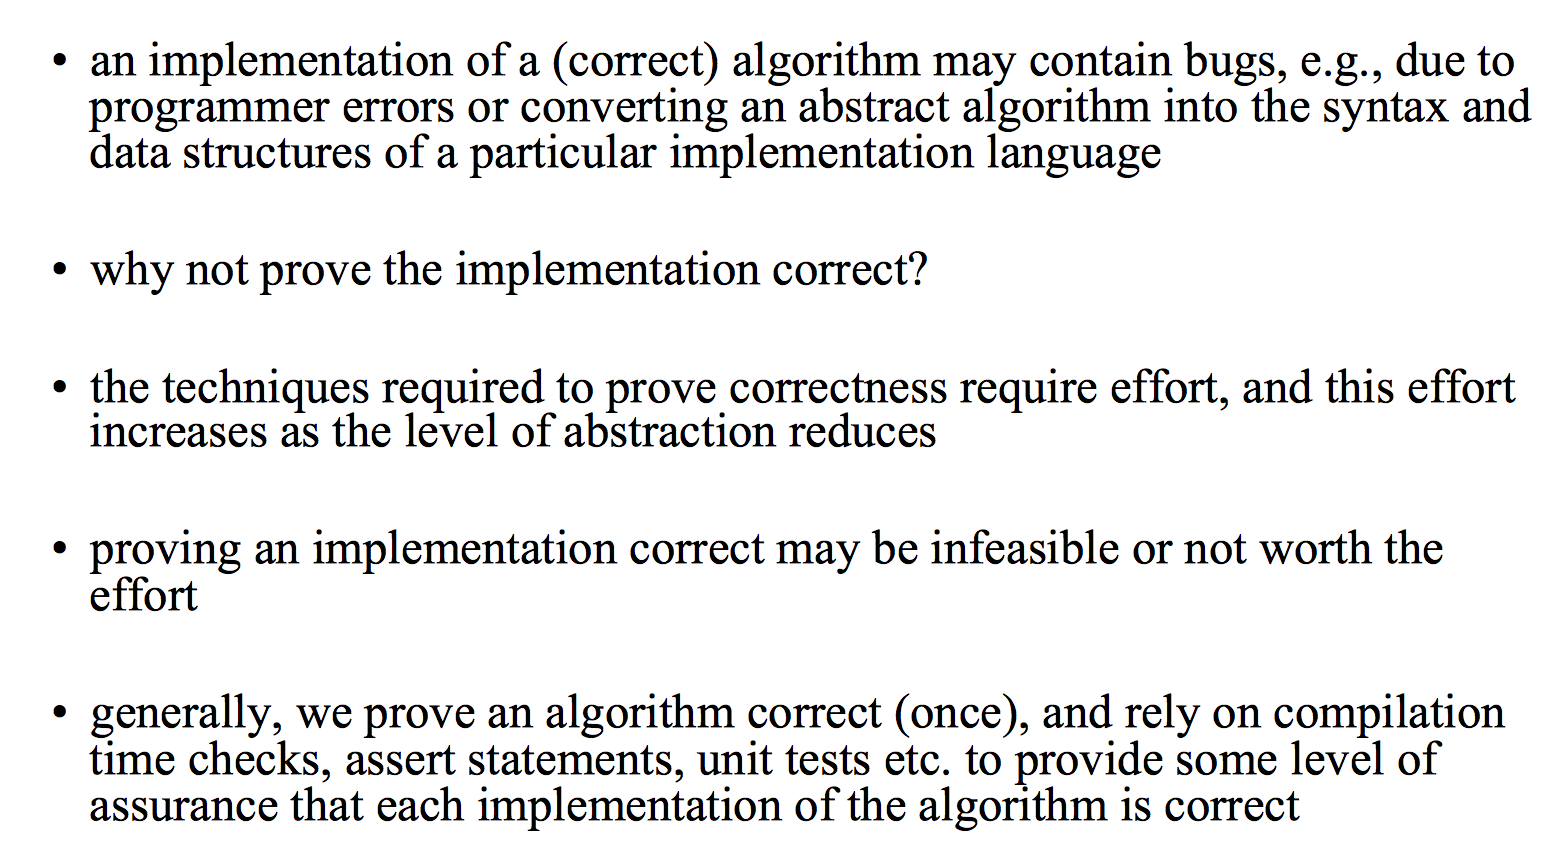 • an implementation of a (correct) algorithm may contain bugs, e.g., due to
programmer errors or converting an abstract algorithm into the syntax and
data structures of a particular implementation language
• why not prove the implementation correct?
• the techniques required to prove correctness require effort, and this effort
increases as the level of abstraction reduces
• proving an implementation correct may be infeasible or not worth the
effort
• generally, we prove an algorithm correct (once), and rely on compilation
time checks, assert statements, unit tests etc. to provide some level of
assurance that each implementation of the algorithm is correct